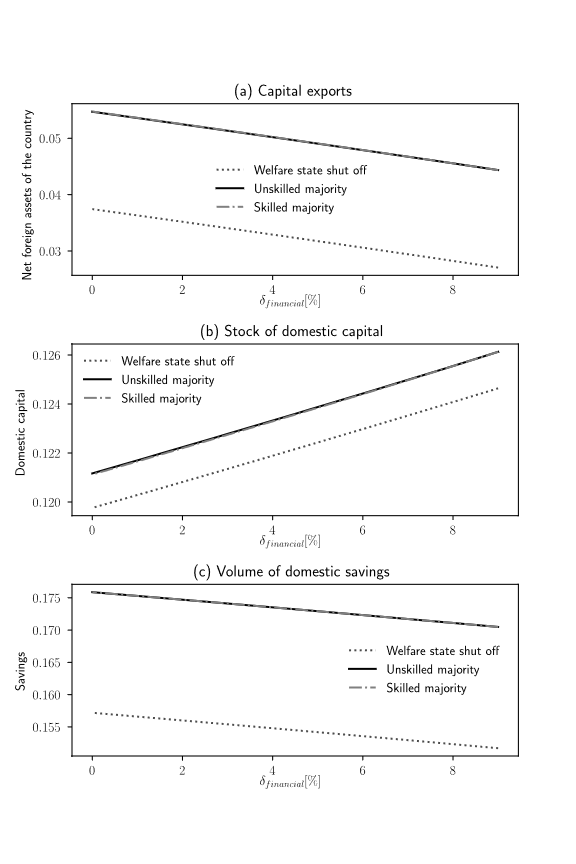 (a) Capital exports
Net foreign assets of the country
0.05
0.04
0.03
Welfare state shut off
Unskilled majority
Skilled majority
0 2 4 6 8
δfinancial[%]
(b) Stock of domestic capital
Domestic capital
0.126
0.124
0.122
0.120
Welfare state shut off
Unskilled majority
Skilled majority
0 2 4 6 8
δfinancial[%]
(c) Volume of domestic savings
Savings
0.175
0.170
0.165
0.160
0.155
Welfare state shut off
Unskilled majority
Skilled majority
0 2 4 6 8
δfinancial[%]